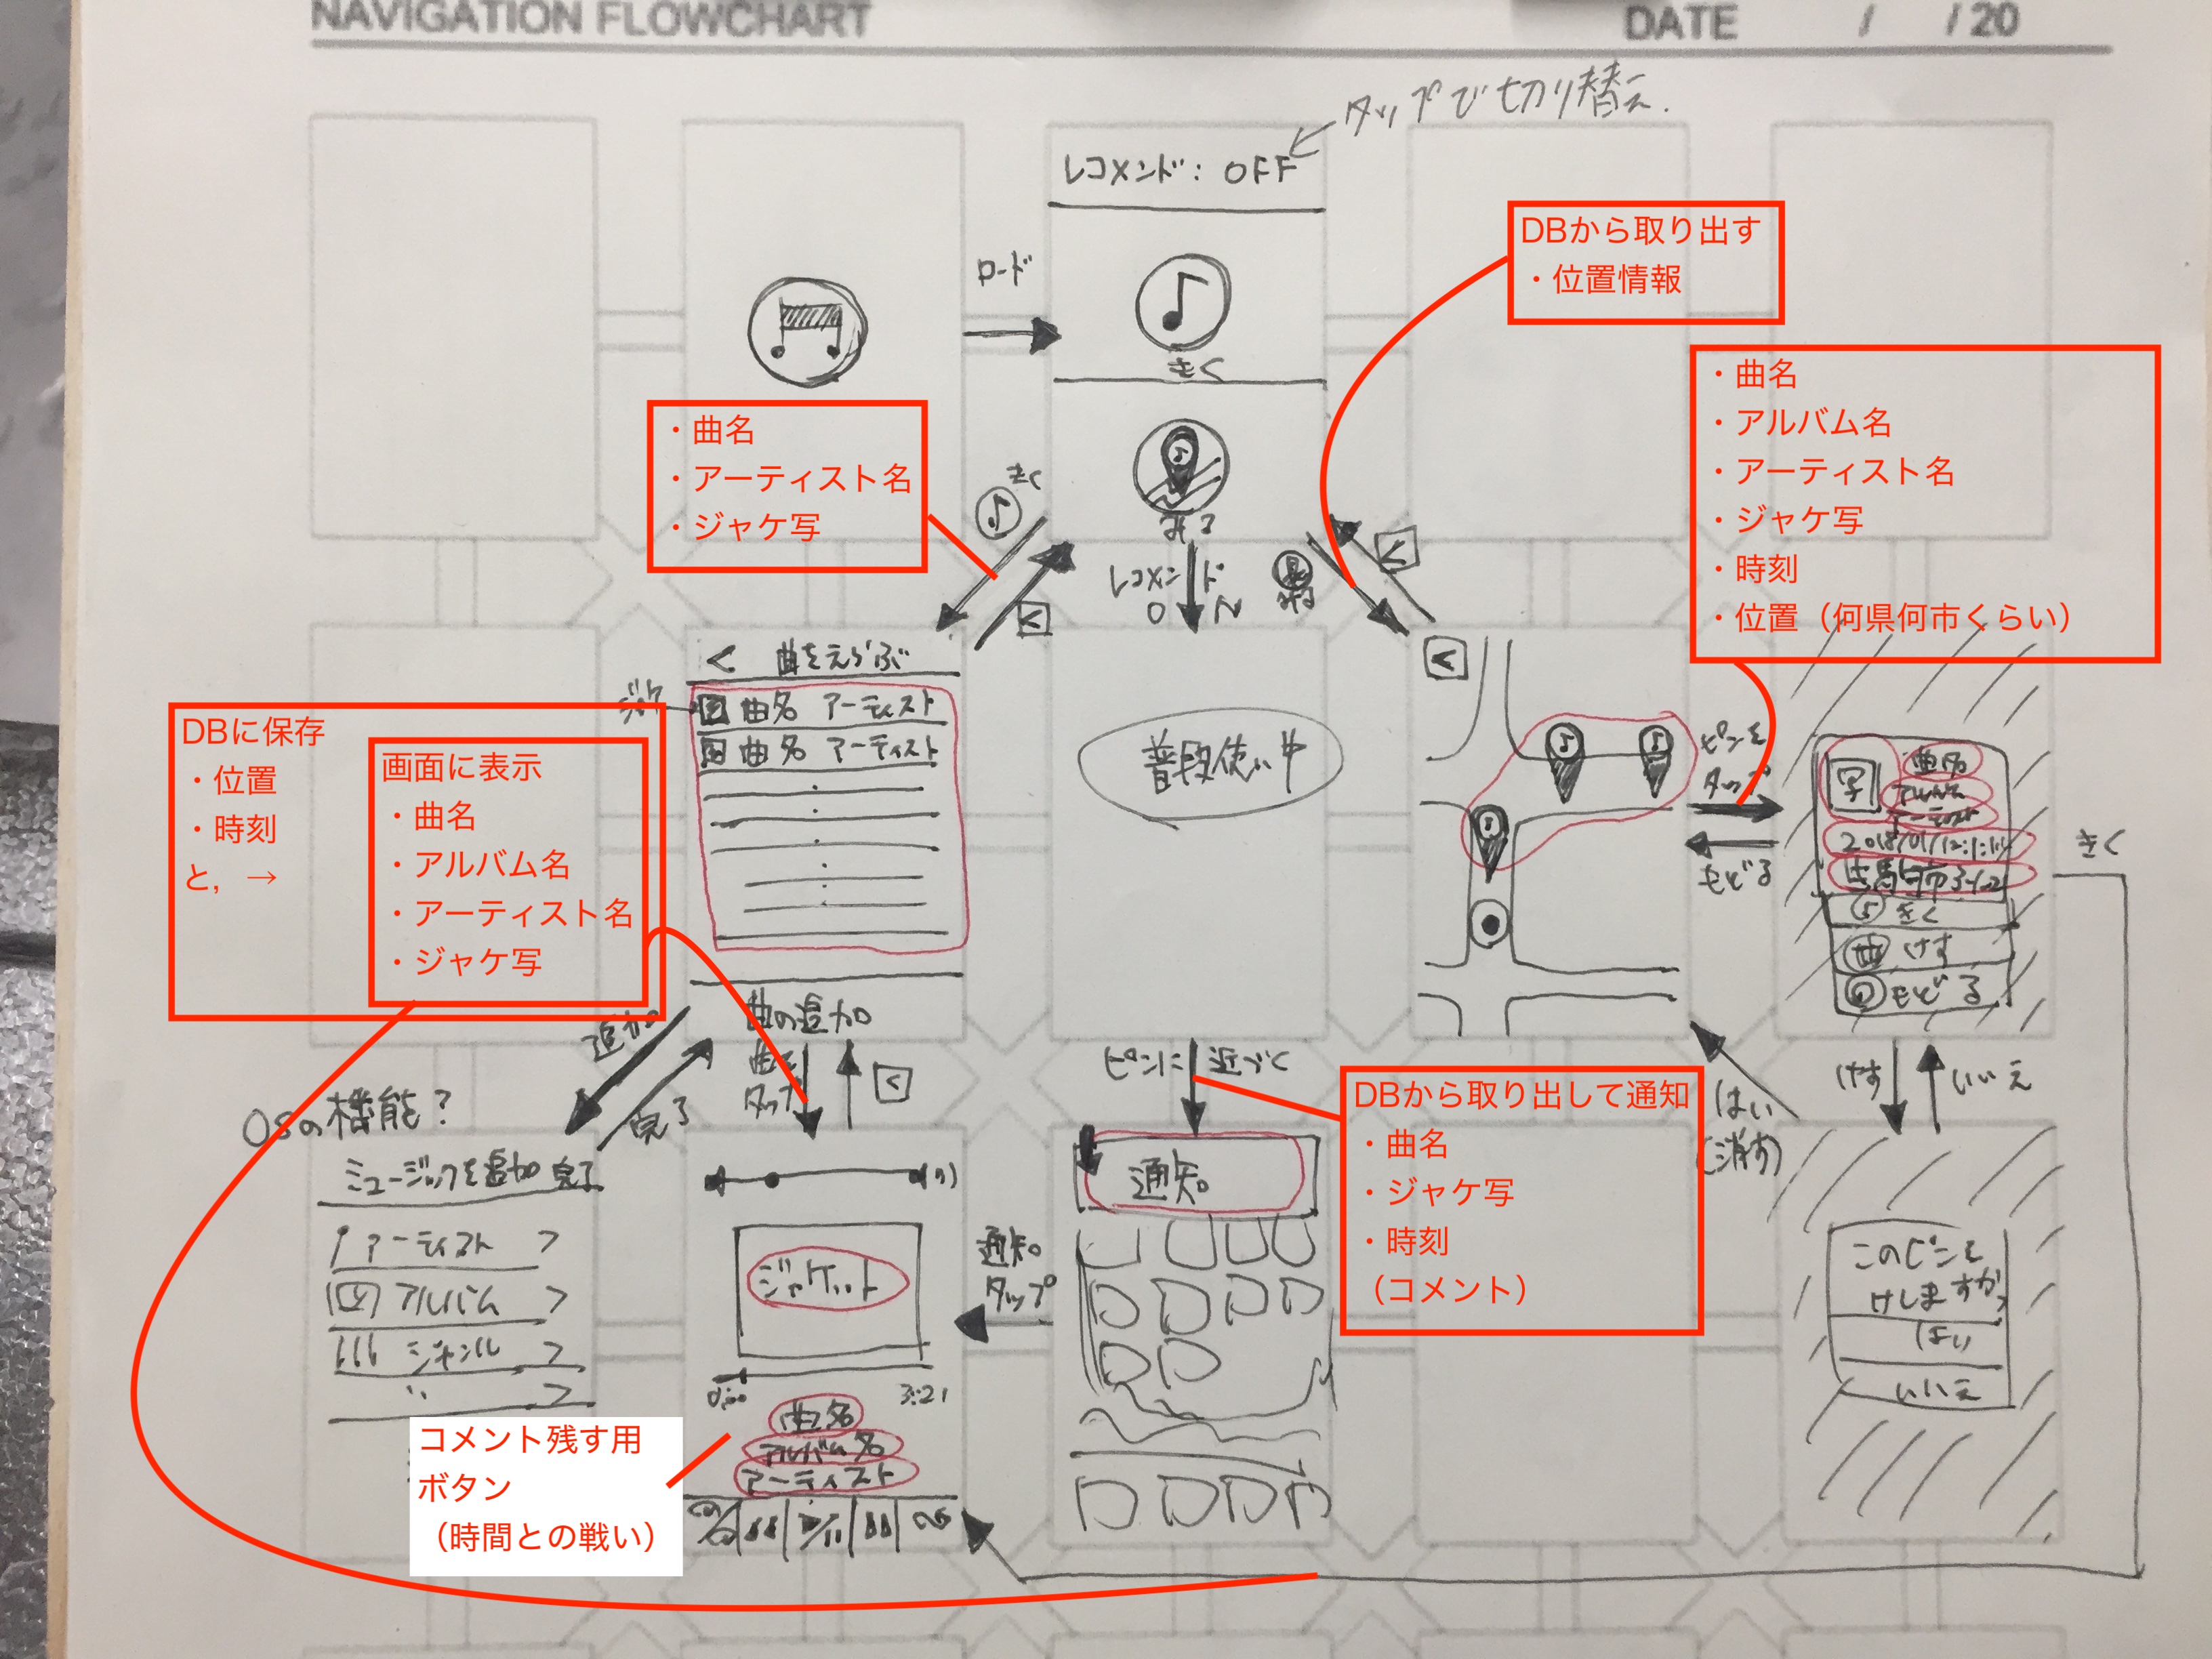 NAVIGATION FLOWCHART
DATE / /20
タップで切り替え.
レコメンド: OFF
DBから取り出す
・位置情報
ロード
きく
・曲名
・アルバム名
・アーティスト名
・ジャケ写
・時刻
・位置（何県何市くらい）
・曲名
・アーティスト名
・ジャケ写
きく
みる
レコメンド
ON
みる
<
<
< 曲をえらぶ
ジャケ
曲名 アーティスト
曲名 アーティスト
曲の追加
普段使い中
<
ピンを
タップ
もどる
写
曲名
アルバム
アーティスト
きく
けす
もどる
きく
DBに保存
・位置
・時刻
と，→
画面に表示
・曲名
・アルバム名
・アーティスト名
・ジャケ写
追加
完了
曲を
タップ
<
ピンに近づく
DBから取り出して通知
・曲名
・ジャケ写
・時刻
（コメント）
はい
(消す)
けす
いいえ
OSの機能？
ミュージックを追加 完了
アーティスト >
アルバム >
ジャンル >
>
ジャケット
0:00
3:21
曲名
アルバム名
アーティスト
通知
タップ
通知
このピンを
けしますか
はい
いいえ
コメント残す用
ボタン
（時間との戦い）